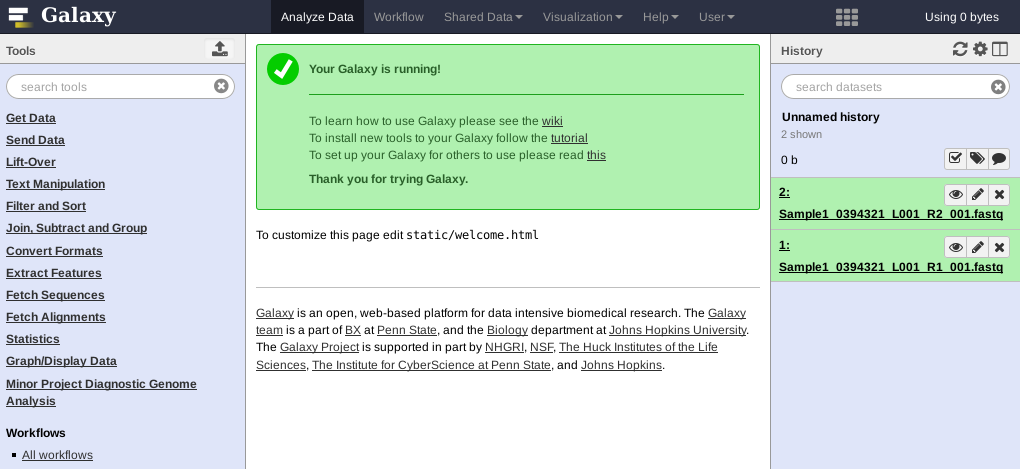 Galaxy
Analyze Data Workflow Shared Data Visualization Help User
Using 0 bytes
Tools
search tools
Get Data
Send Data
Lift-Over
Text Manipulation
Filter and Sort
Join, Subtract and Group
Convert Formats
Extract Features
Fetch Sequences
Fetch Alignments
Statistics
Graph/Display Data
Minor Project Diagnostic Genome
Analysis
Workflows
All workflows
Your Galaxy is running!
To learn how to use Galaxy please see the wiki
To install new tools to your Galaxy follow the tutorial
To set up your Galaxy for others to use please read this
Thank you for trying Galaxy.
To customize this page edit static/welcome.html
Galaxy is an open, web-based platform for data intensive biomedical research. The Galaxy
team is a part of BX at Penn State, and the Biology department at Johns Hopkins University.
The Galaxy Project is supported in part by NHGRI, NSF, The Huck Institutes of the Life
Sciences, The Institute for CyberScience at Penn State, and Johns Hopkins.
History
search datasets
Unnamed history
2 shown
0 b
2:
Sample1_0394321_L001_R2_001.fastq
1:
Sample1_0394321_L001_R1_001.fastq